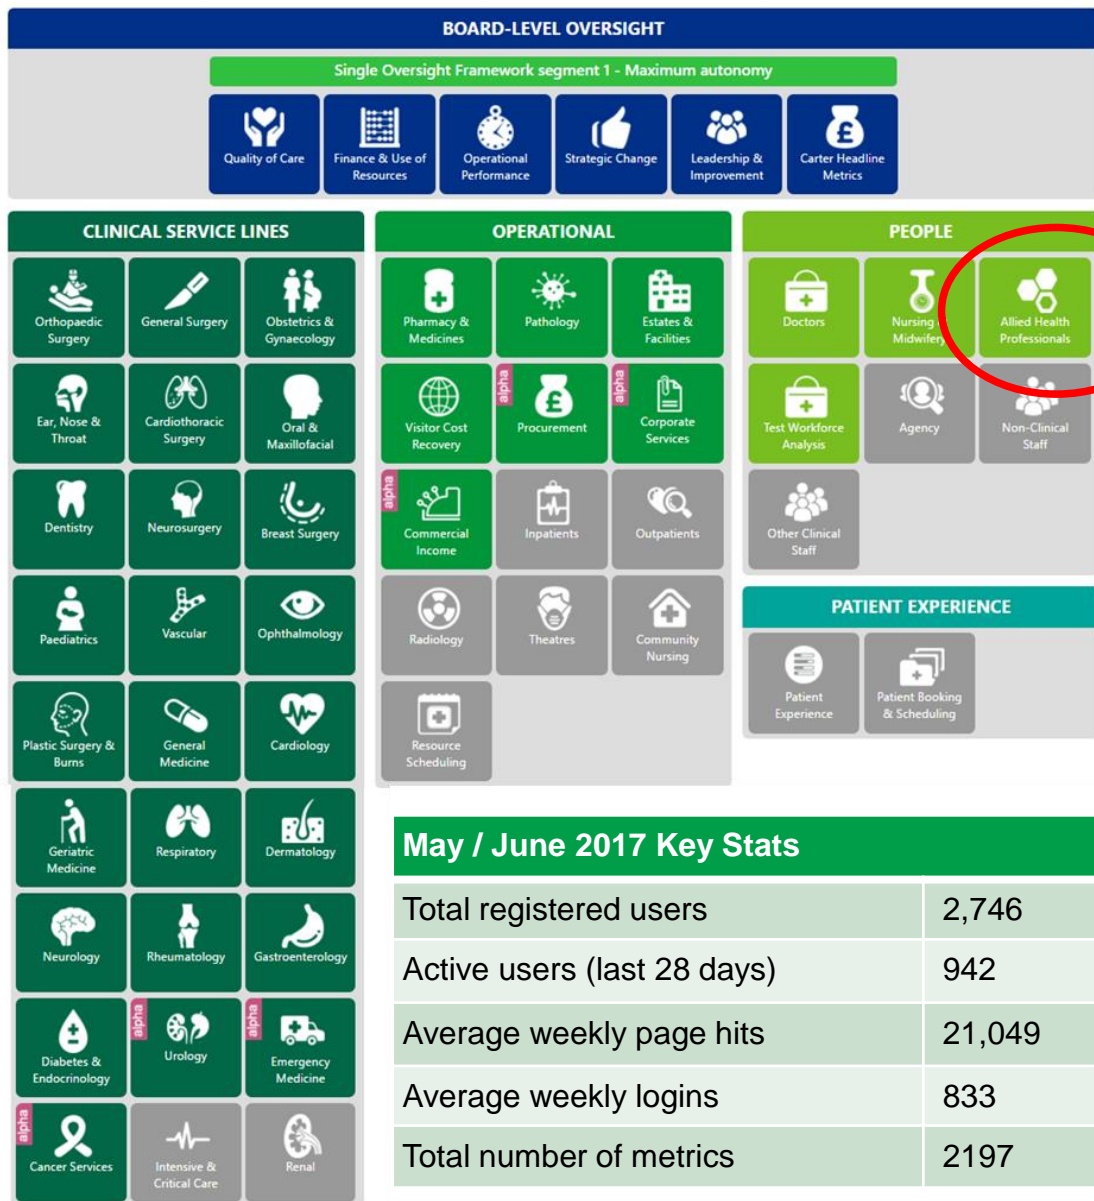 BOARD-LEVEL OVERSIGHT
Single Oversight Framework segment 1 - Maximum autonomy
Quality of Care
Finance & Use of
Resources
Operational
Performance
Strategic Change
Leadership &
Improvement
Carter Headline
Metrics
CLINICAL SERVICE LINES
Orthopaedic
Surgery
General Surgery
Obstetrics &
Gynaecology
Ear, Nose &
Throat
Cardiothoracic
Surgery
Oral &
Maxillofacial
Dentistry
Neurosurgery
Breast Surgery
Paediatrics
Vascular
Ophthalmology
Plastic Surgery &
Burns
General
Medicine
Cardiology
Geriatric
Medicine
Respiratory
Dermatology
Neurology
Rheumatology
Gastroenterology
Diabetes &
Endocrinology
alpha
Urology
alpha
Emergency
Medicine
alpha
Cancer Services
Intensive &
Critical Care
Renal
OPERATIONAL
Pharmacy &
Medicines
Pathology
Estates &
Facilities
Visitor Cost
Recovery
alpha
Procurement
alpha
Corporate
Services
alpha
Commercial
Income
Inpatients
Outpatients
Radiology
Theatres
Community
Nursing
Resource
Scheduling
PEOPLE
Doctors
Nursing
Midwifery
Allied Health
Professionals
Test Workforce
Analysis
Agency
Non-Clinical
Staff
Other Clinical
Staff
PATIENT EXPERIENCE
Patient
Experience
Patient Booking
& Scheduling
May / June 2017 Key Stats
Total registered users 2,746
Active users (last 28 days) 942
Average weekly page hits 21,049
Average weekly logins 833
Total number of metrics 2197